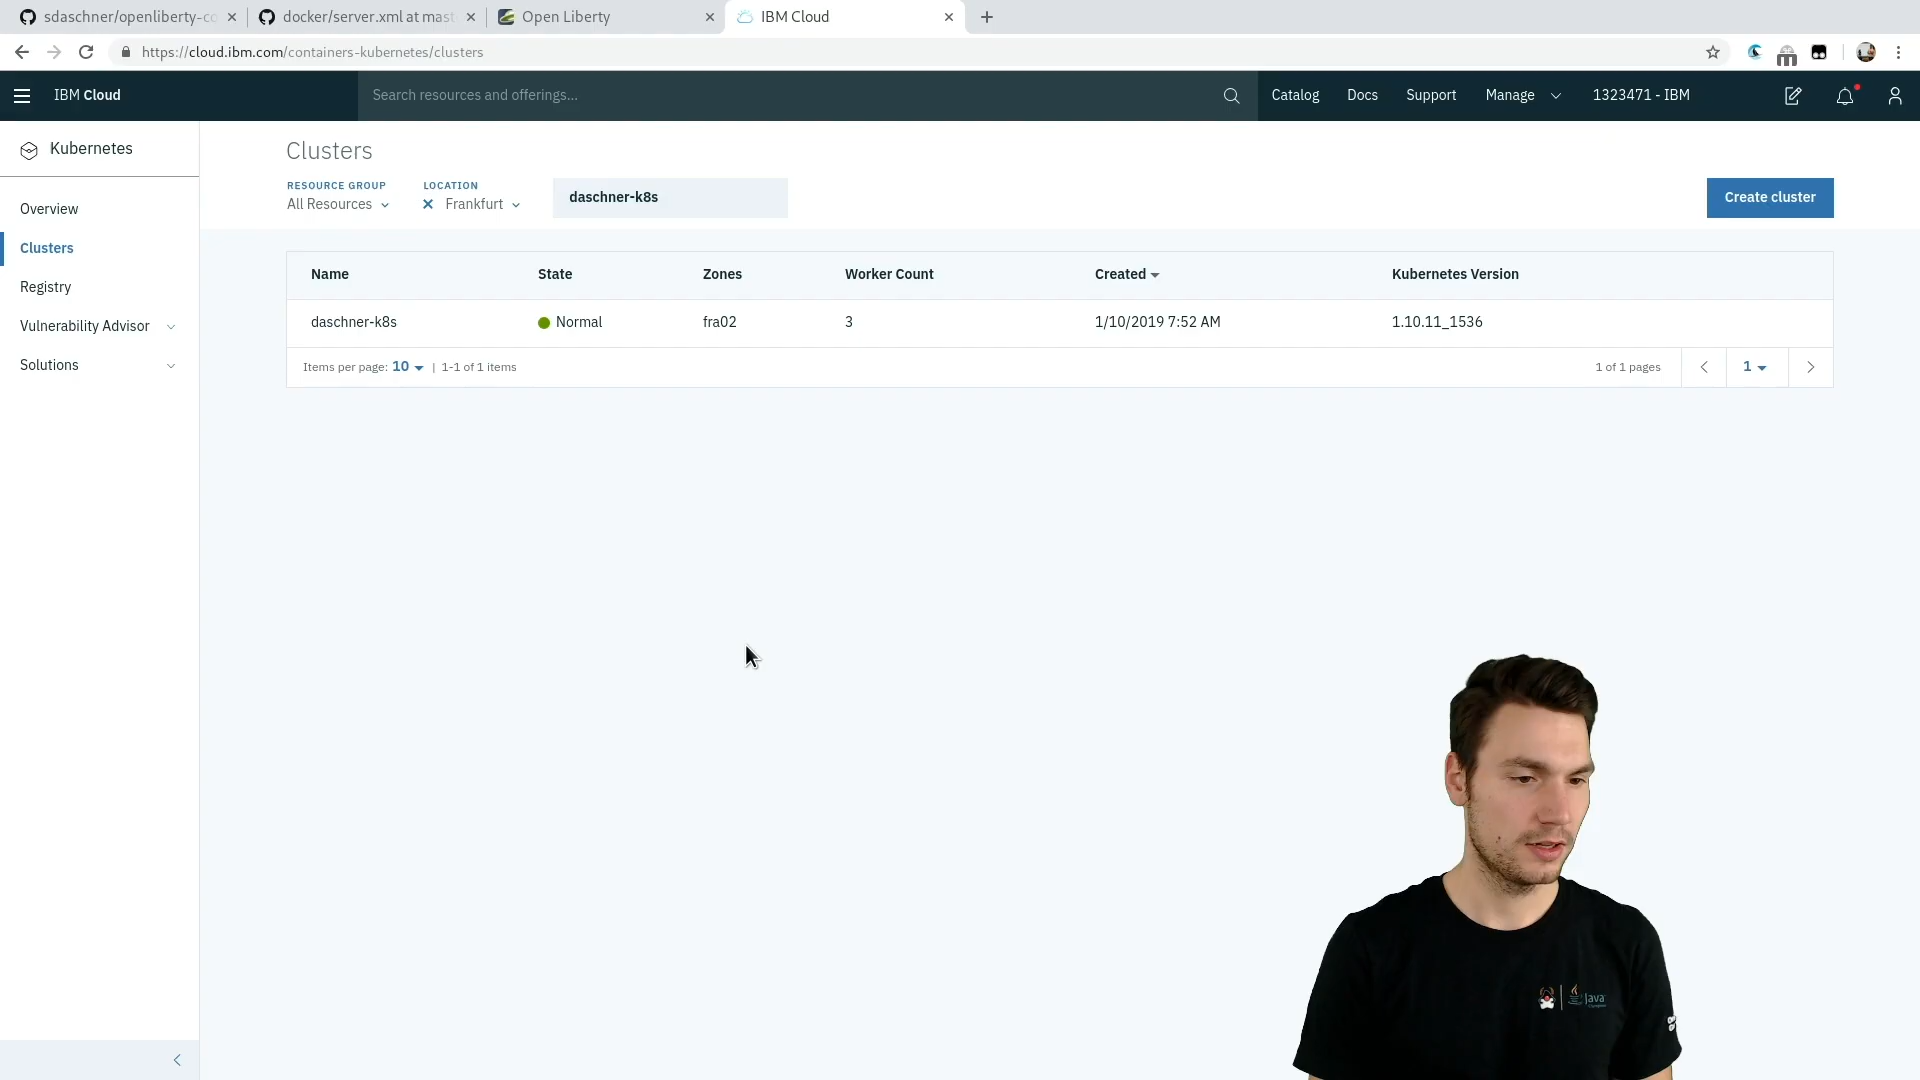 sdaschner/openliberty-co
docker/server.xml at mast
Open Liberty
IBM Cloud
https://cloud.ibm.com/containers-kubernetes/clusters
IBM Cloud
Search resources and offerings...
Catalog
Docs
Support
Manage
1323471 - IBM
Kubernetes
Overview
Clusters
Registry
Vulnerability Advisor
Solutions
Clusters
RESOURCE GROUP
All Resources
LOCATION
Frankfurt
daschner-k8s
Create cluster
Name State Zones Worker Count Created Kubernetes Version
daschner-k8s Normal fra02 3 1/10/2019 7:52 AM 1.10.11_1536
Items per page: 10 | 1-1 of 1 items
1 of 1 pages
1
Java